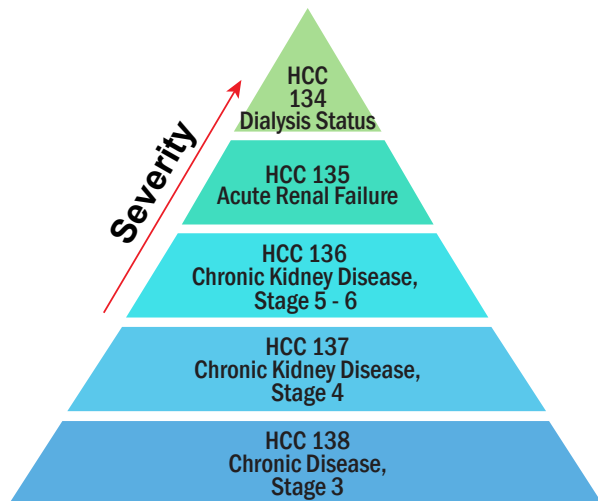 HCC
134
Dialysis Status
Severity
HCC 135
Acute Renal Failure
HCC 136
Chronic Kidney Disease,
Stage 5 - 6
HCC 137
Chronic Kidney Disease,
Stage 4
HCC 138
Chronic Disease,
Stage 3